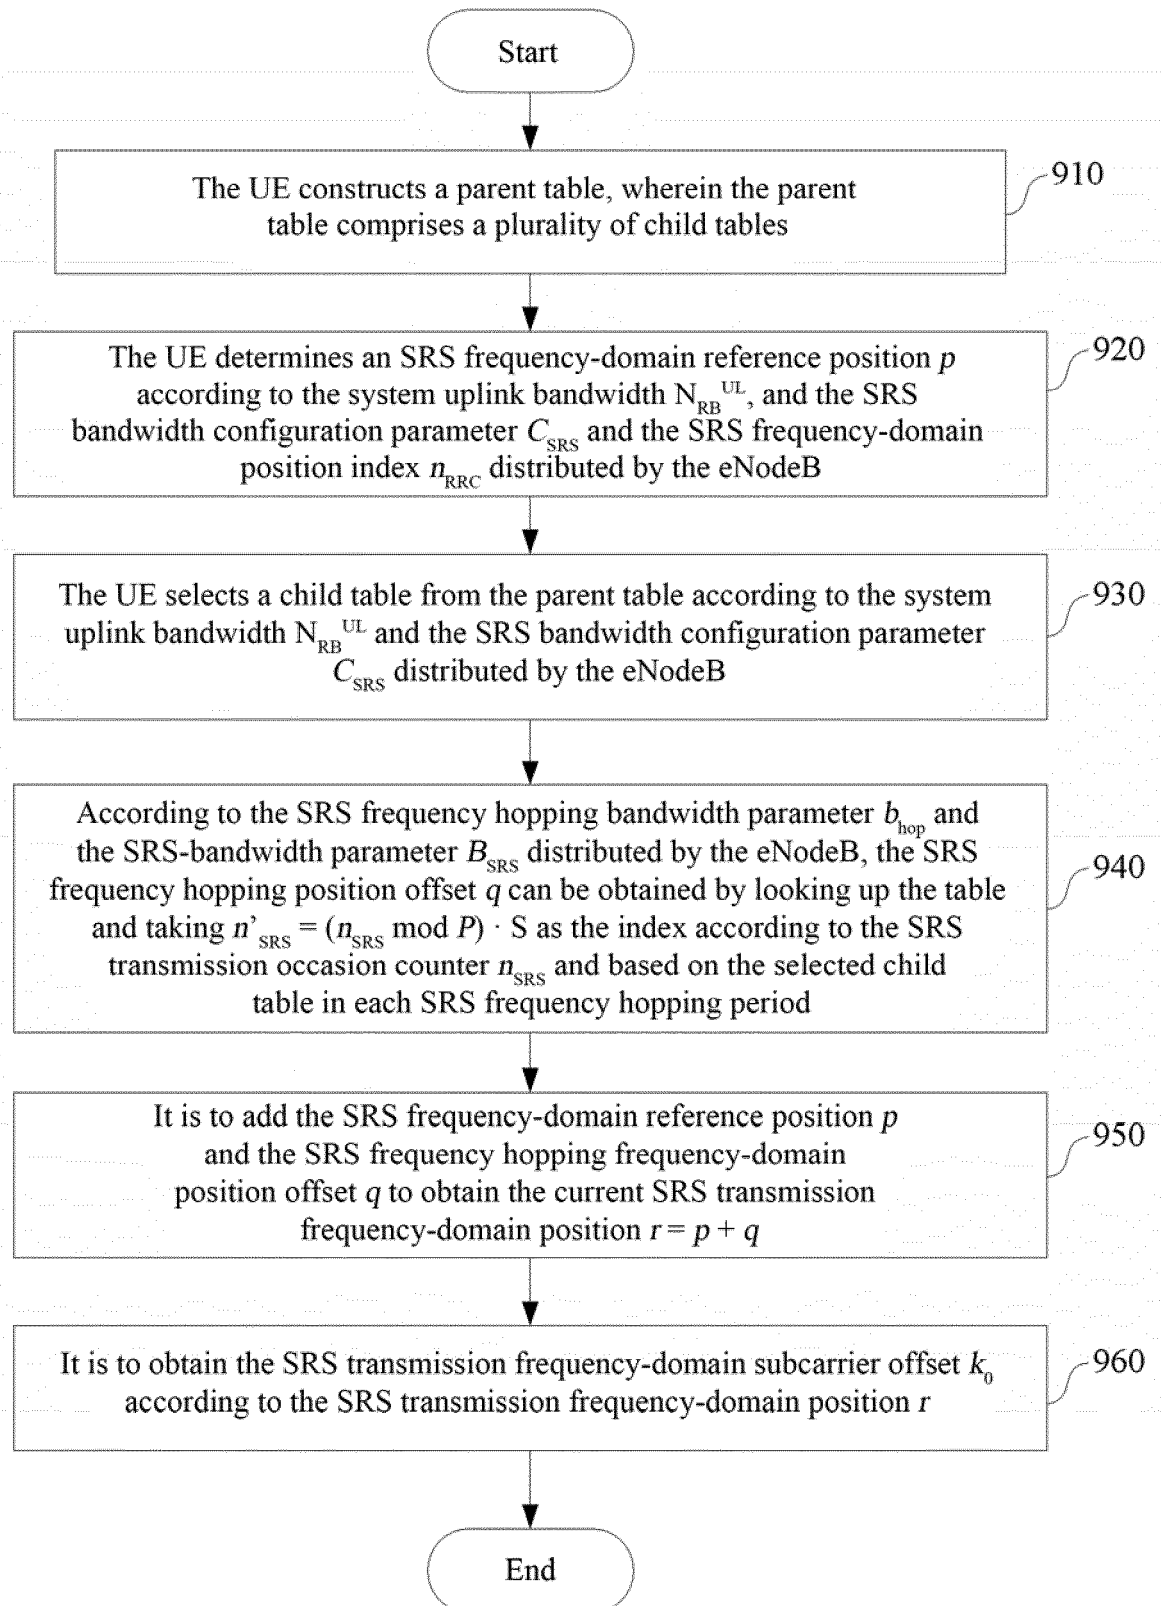 Start
The UE constructs a parent table, wherein the parent
table comprises a plurality of child tables
910
The UE determines an SRS frequency-domain reference position p
according to the system uplink bandwidth N_RB^UL, and the SRS
bandwidth configuration parameter C_SRS and the SRS frequency-domain
position index n_RRC distributed by the eNodeB
920
The UE selects a child table from the parent table according to the system
uplink bandwidth N_RB^UL and the SRS bandwidth configuration parameter
C_SRS distributed by the eNodeB
930
According to the SRS frequency hopping bandwidth parameter b_hop and
the SRS-bandwidth parameter B_SRS distributed by the eNodeB, the SRS
frequency hopping position offset q can be obtained by looking up the table
and taking n'_SRS = (n_SRS mod P) · S as the index according to the SRS
transmission occasion counter n_SRS and based on the selected child
table in each SRS frequency hopping period
940
It is to add the SRS frequency-domain reference position p
and the SRS frequency hopping frequency-domain
position offset q to obtain the current SRS transmission
frequency-domain position r = p + q
950
It is to obtain the SRS transmission frequency-domain subcarrier offset k_0
according to the SRS transmission frequency-domain position r
960
End